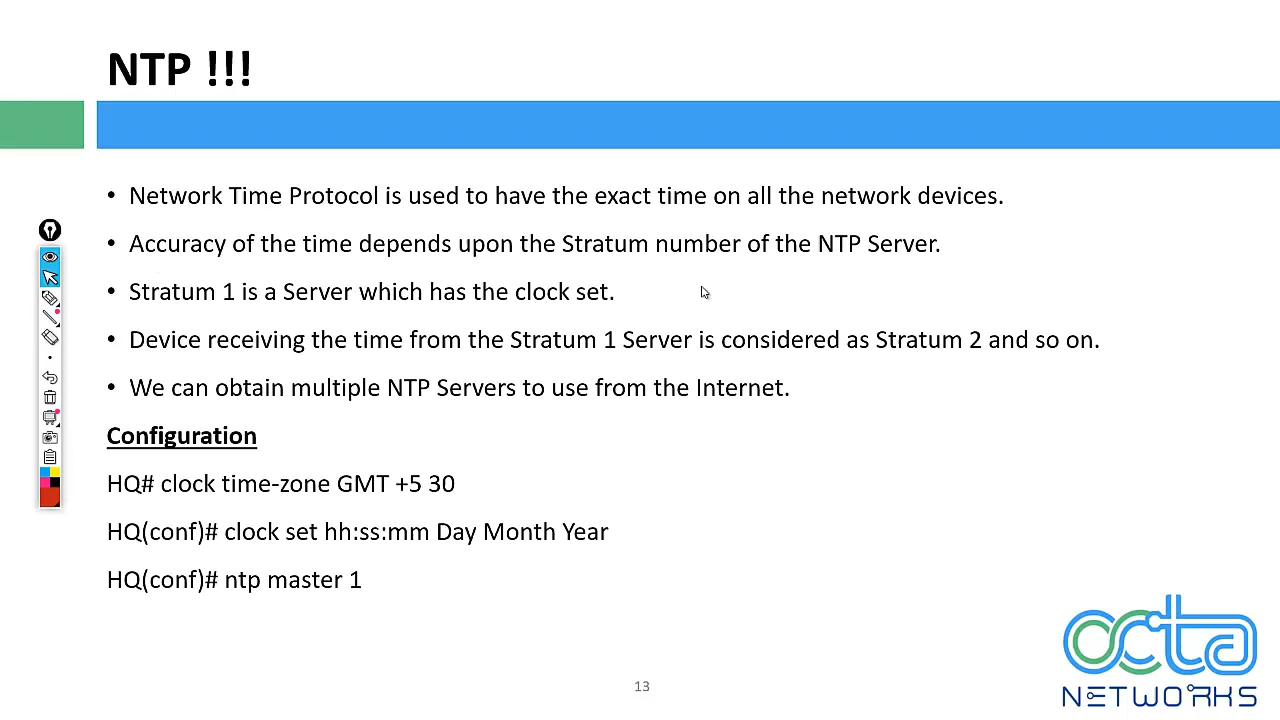 NTP !!!
• Network Time Protocol is used to have the exact time on all the network devices.
• Accuracy of the time depends upon the Stratum number of the NTP Server.
• Stratum 1 is a Server which has the clock set.
• Device receiving the time from the Stratum 1 Server is considered as Stratum 2 and so on.
• We can obtain multiple NTP Servers to use from the Internet.
Configuration
HQ# clock time-zone GMT +5 30
HQ(conf)# clock set hh:ss:mm Day Month Year
HQ(conf)# ntp master 1
13
octa
NETWORKS